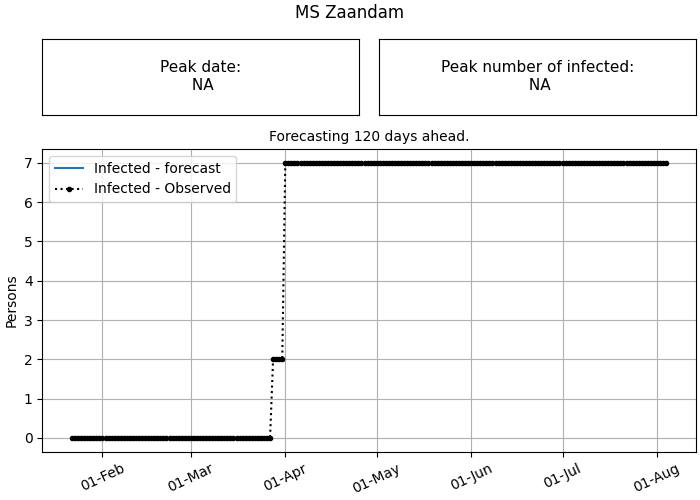 MS Zaandam
Peak date:
NA
Peak number of infected:
NA
Forecasting 120 days ahead.
Infected - forecast
Infected - Observed
Persons
7
6
5
4
3
2
1
0
01-Feb
01-Mar
01-Apr
01-May
01-Jun
01-Jul
01-Aug